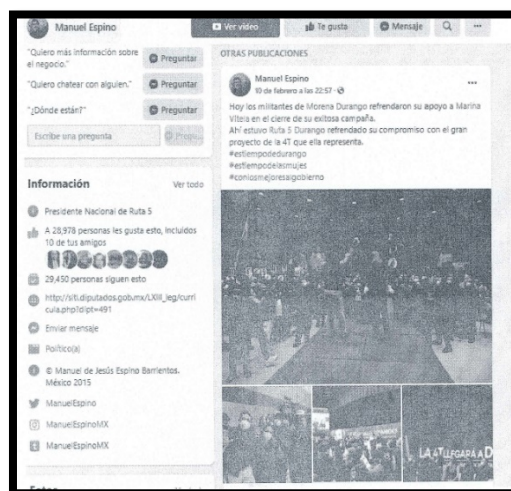 Manuel Espino
Ver video
Te gusta
Mensaje
"Quiero más información sobre
el negocio."
Preguntar
"Quiero chatear con alguien."
Preguntar
"¿Dónde están?"
Preguntar
Escribe una pregunta
Información
Ver todo
Presidente Nacional de Ruta 5
A 28,978 personas les gusta esto, incluidos
10 de tus amigos
29,450 personas siguen esto
http://sitl.diputados.gob.mx/LXIII_leg/curri
cula.php?dipt=491
Enviar mensaje
Político(a)
© Manuel de Jesús Espino Barrientos.
México 2015
ManuelEspino
ManuelEspinoMX
ManuelEspinoMX
OTRAS PUBLICACIONES
Manuel Espino
10 de febrero a las 22:57
Hoy los militantes de Morena Durango refrendaron su apoyo a Marina
Vitela en el cierre de su exitosa campaña.
Ahí estuvo Ruta 5 Durango refrendado su compromiso con el gran
proyecto de la 4T que ella representa.
#estiempodedurango
#estiempodelasmujes
#conlosmejoresalgobierno
LA 4T LLEGARÁ A D